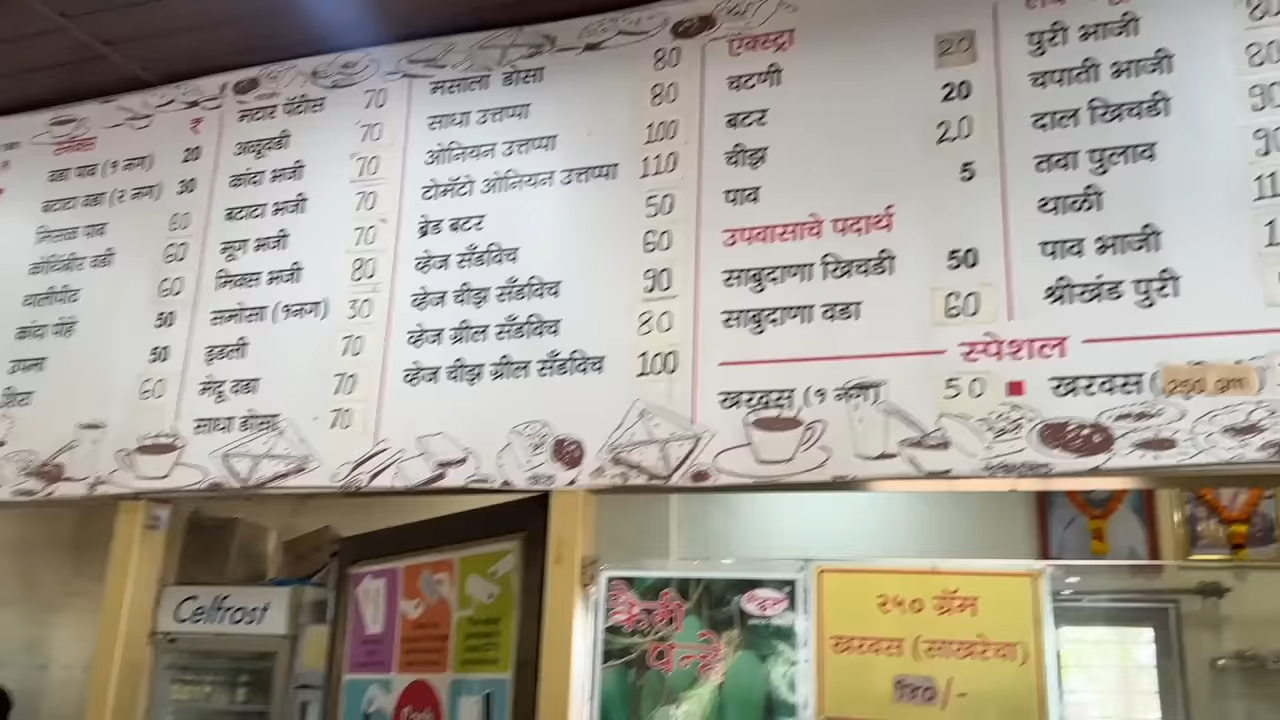 ₹
वडा पाव (१ नग) 20
बटाटा वडा (२ नग) 30
मिसळ पाव 60
कोथिंबीर वडी 60
थालीपीठ 60
कांदा पोहे 50
उपमा 50
शिरा 60
मटार पॅटीस 70
अळूवडी 70
कांदा भजी 70
बटाटा भजी 70
मूग भजी 70
मिक्स भजी 80
समोसा (१नग) 30
इडली 70
मेदू वडा 70
साधा डोसा 70
मसाला डोसा 80
साधा उत्तप्पा 80
ओनियन उत्तप्पा 100
टोमॅटो ओनियन उत्तप्पा 110
ब्रेड बटर 50
व्हेज सँडविच 60
व्हेज चीझ सँडविच 90
व्हेज ग्रील सँडविच 80
व्हेज चीझ ग्रील सँडविच 100
एक्स्ट्रा
चटणी 20
बटर 20
चीझ 20
पाव 5
उपवासाचे पदार्थ
साबुदाणा खिचडी 50
साबुदाणा वडा 60
पुरी भाजी
चपाती भाजी
दाल खिचडी
तवा पुलाव
थाळी
पाव भाजी
श्रीखंड पुरी
स्पेशल
खरवस (१ नग) 50
खरवस (250 gm)
Celfrost
कैरी
पन्हे
२५० ग्रॅम
खरवस (साखरेचा)
/-